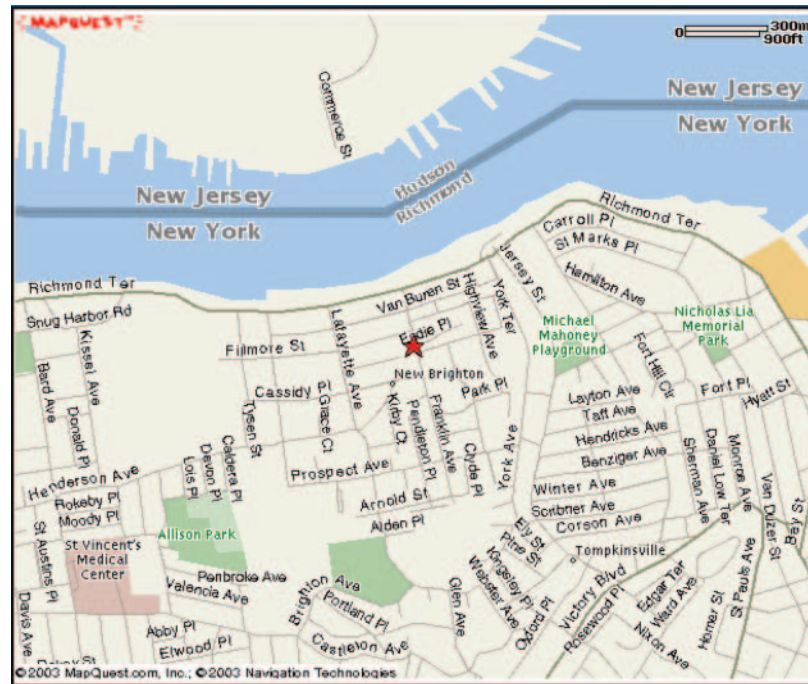 MAPQUEST
0 300m
900ft
Commerce St
New Jersey
New York
Hudson
Richmond
New Jersey
New York
Richmond Ter
Carroll Pl
St Marks Pl
Jersey St
Hamilton Ave
Richmond Ter
Snug Harbor Rd
Van Buren St
Highview Ave
York Ter
Eadie Pl
Kissel Ave
Lafayette Ave
Fillmore St
Michael
Mahoney
Playground
Nicholas Lia
Memorial
Park
Fort Hill Cir
New Brighton
Bard Ave
Donald Pl
Cassidy Pl
Grace Ct
Kirby Ct
Pendleton Pl
Franklin Ave
Park Pl
Layton Ave
Fort Pl
Hyatt St
Taft Ave
Tysen St
Hendricks Ave
Benziger Ave
Sherman Ave
Daniel Low Ter
Monroe Ave
Van Duzer St
Bay St
Henderson Ave
Lois Pl
Devon Pl
Caldera Pl
Prospect Ave
Clyde Pl
York Ave
Winter Ave
Scribner Ave
Corson Ave
Rokeby Pl
Moody Pl
Arnold St
Alden Pl
Allison Park
St Austins Pl
St Vincent's
Medical
Center
Ely St
Pine St
Tompkinsville
Kingsley Pl
Webster Ave
Oxford Pl
Victory Blvd
Rosewood Pl
Edgar Ter
Ward Ave
Nixon Ave
Homer St
St Pauls Ave
Penbroke Ave
Valencia Ave
Brighton Ave
Portland Pl
Glen Ave
Davis Ave
Abby Pl
Elwood Pl
Castleton Ave
©2003 MapQuest.com, Inc.; ©2003 Navigation Technologies